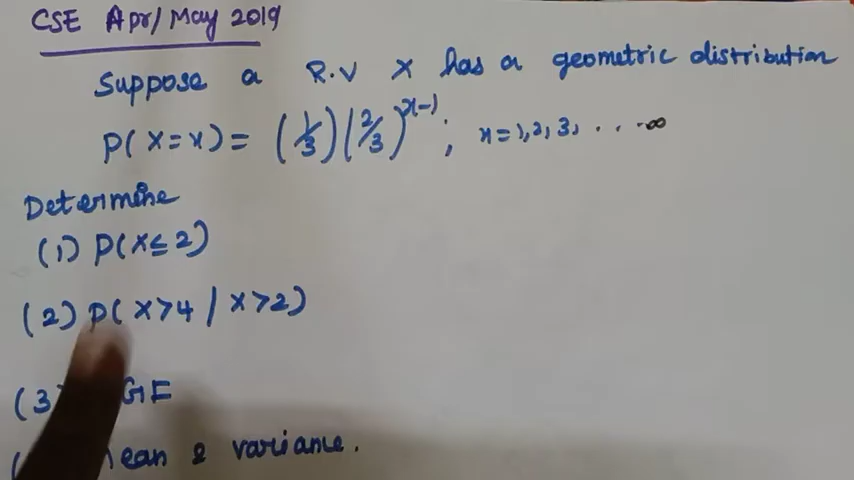 CSE Apr/May 2019
Suppose a R.V X has a geometric distribution
P(X=x) = (1/3)(2/3)^(x-1); x=1,2,3,....∞
Determine
(1) P(X≤2)
(2) P(X>4 / X>2)
(3) GF
& variance.